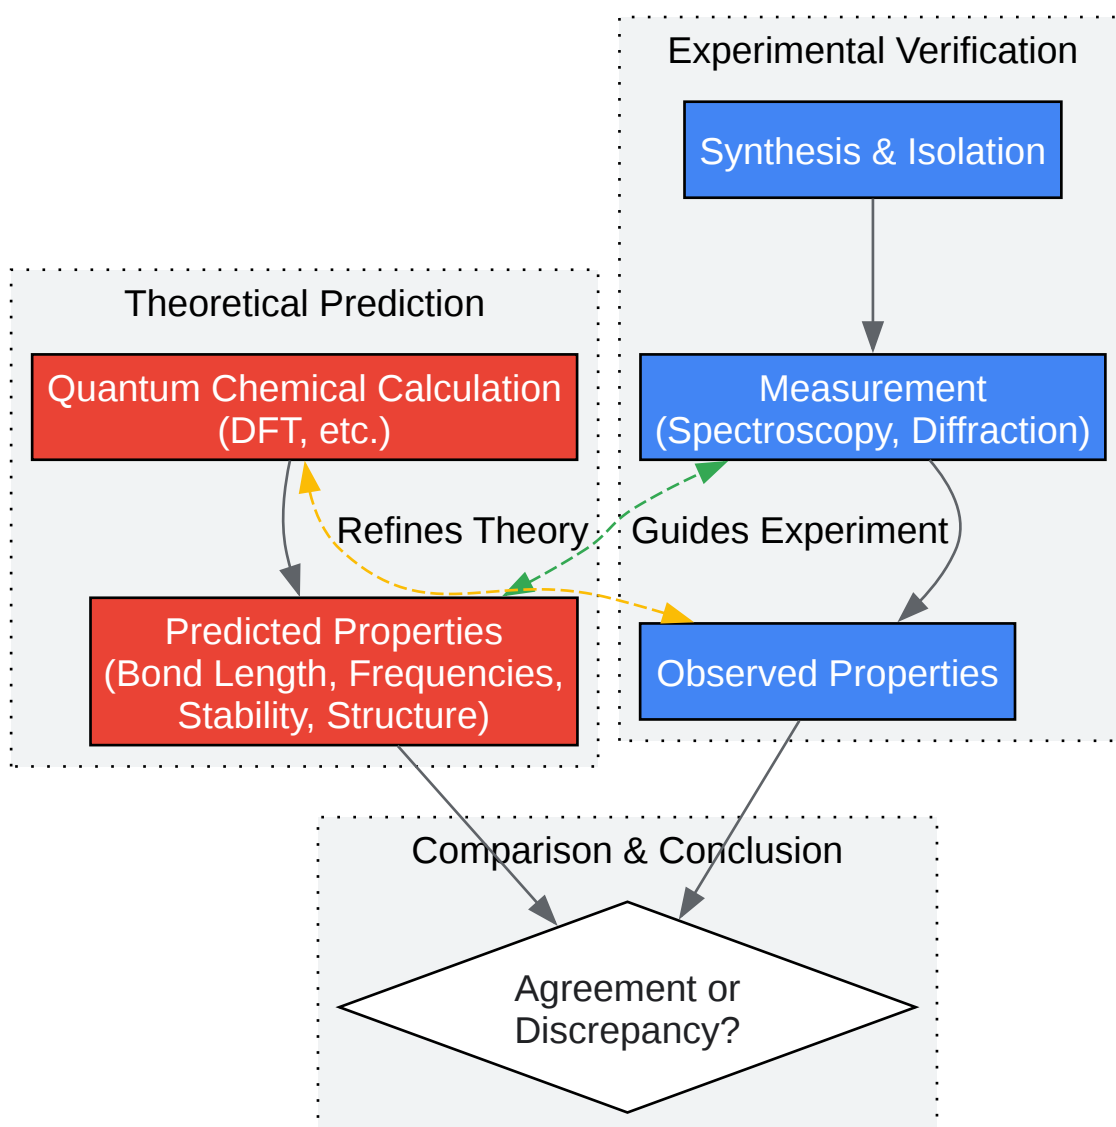 Experimental Verification
Synthesis & Isolation
Theoretical Prediction
Quantum Chemical Calculation
(DFT, etc.)
Measurement
(Spectroscopy, Diffraction)
Refines Theory
Guides Experiment
Predicted Properties
(Bond Length, Frequencies,
Stability, Structure)
Observed Properties
Comparison & Conclusion
Agreement or
Discrepancy?